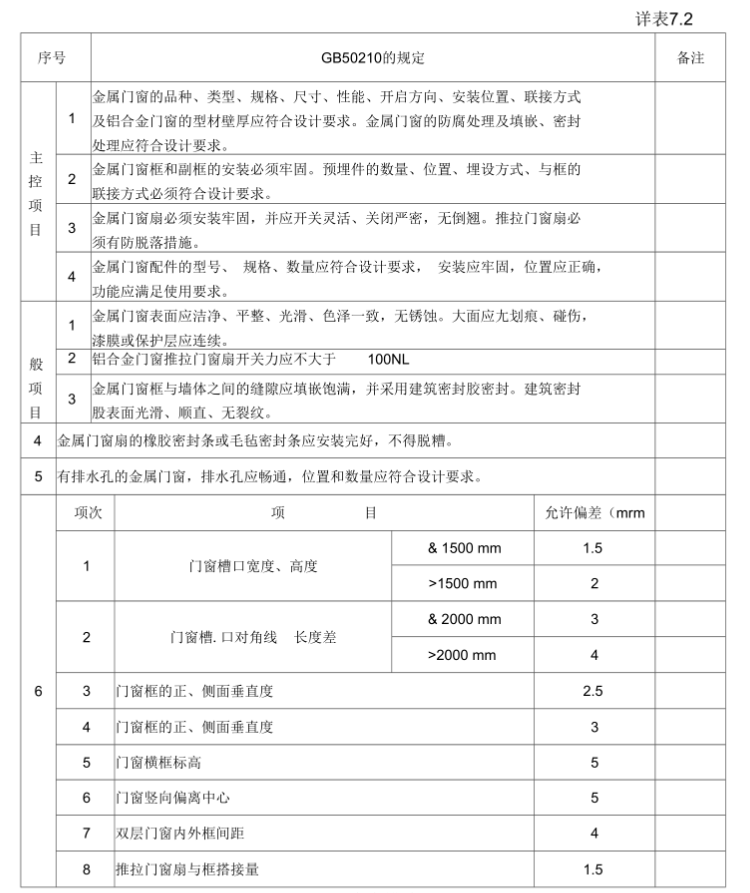 详表7.2
序号 GB50210的规定 备注
主控项目
1 金属门窗的品种、类型、规格、尺寸、性能、开启方向、安装位置、联接方式
及铝合金门窗的型材壁厚应符合设计要求。金属门窗的防腐处理及填嵌、密封
处理应符合设计要求。
2 金属门窗框和副框的安装必须牢固。预埋件的数量、位置、埋设方式、与框的
联接方式必须符合设计要求。
3 金属门窗扇必须安装牢固，并应开关灵活、关闭严密，无倒翘。推拉门窗扇必
须有防脱落措施。
4 金属门窗配件的型号、 规格、数量应符合设计要求， 安装应牢固，位置应正确，
功能应满足使用要求。
般项目
1 金属门窗表面应洁净、平整、光滑、色泽一致，无锈蚀。大面应尢划痕、碰伤，
漆膜或保护层应连续。
2 铝合金门窗推拉门窗扇开关力应不大于 100NL
3 金属门窗框与墙体之间的缝隙应填嵌饱满，并采用建筑密封胶密封。建筑密封
股表面光滑、顺直、无裂纹。
4 金属门窗扇的橡胶密封条或毛毡密封条应安装完好，不得脱糟。
5 有排水孔的金属门窗，排水孔应畅通，位置和数量应符合设计要求。
6
项次 项 目 允许偏差（mrm
1 门窗槽口宽度、高度 & 1500 mm 1.5
>1500 mm 2
2 门窗槽. 口对角线 长度差 & 2000 mm 3
>2000 mm 4
3 门窗框的正、侧面垂直度 2.5
4 门窗框的正、侧面垂直度 3
5 门窗横框标高 5
6 门窗竖向偏离中心 5
7 双层门窗内外框间距 4
8 推拉门窗扇与框搭接量 1.5